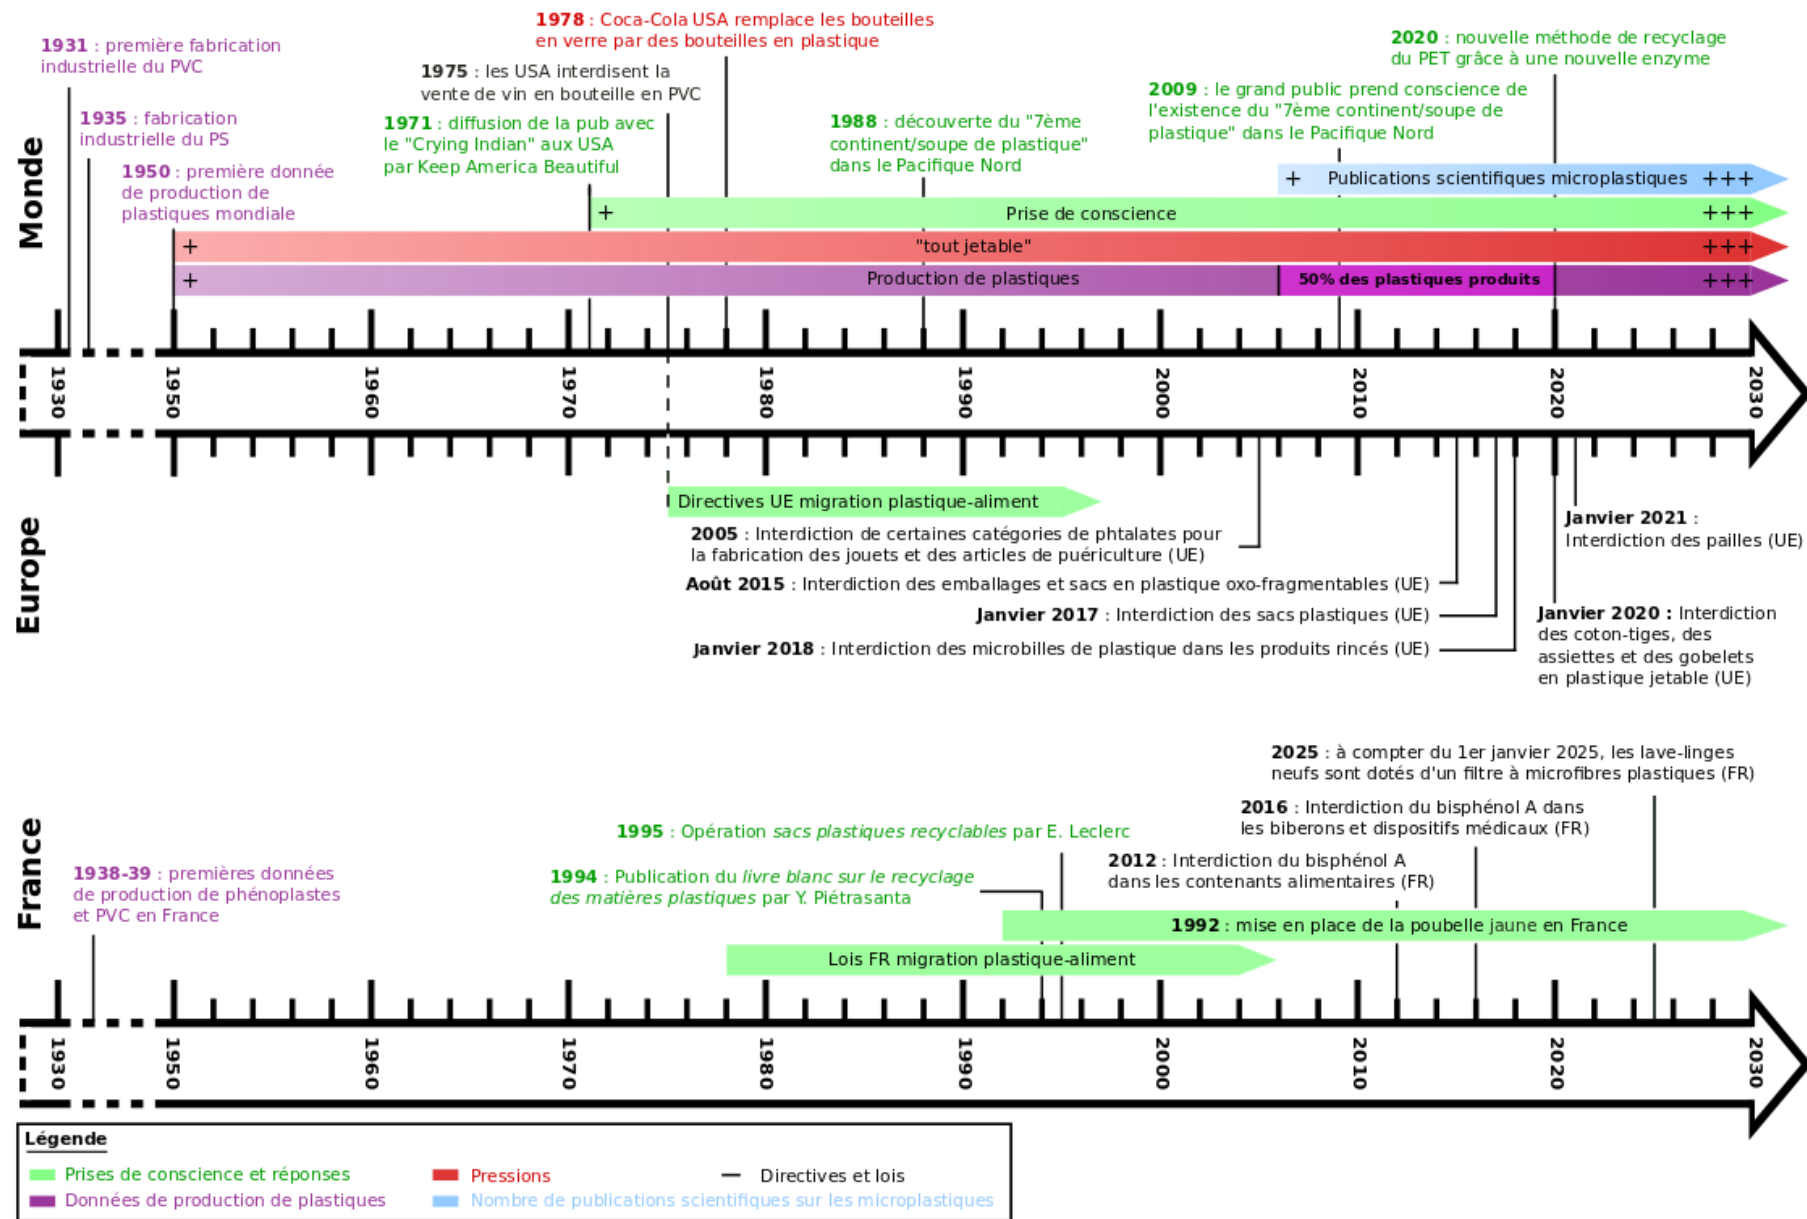 1978 : Coca-Cola USA remplace les bouteilles
en verre par des bouteilles en plastique
1931 : première fabrication
industrielle du PVC
2020 : nouvelle méthode de recyclage
du PET grâce à une nouvelle enzyme
1975 : les USA interdisent la
vente de vin en bouteille en PVC
2009 : le grand public prend conscience de
l'existence du "7ème continent/soupe de
plastique" dans le Pacifique Nord
1935 : fabrication
industrielle du PS
1971 : diffusion de la pub avec
le "Crying Indian" aux USA
par Keep America Beautiful
1988 : découverte du "7ème
continent/soupe de plastique"
dans le Pacifique Nord
1950 : première donnée
de production de
plastiques mondiale
Monde
+ Publications scientifiques microplastiques +++
+ Prise de conscience +++
+ "tout jetable" +++
+ Production de plastiques 50% des plastiques produits +++
1930 1950 1960 1970 1980 1990 2000 2010 2020 2030
Europe
Directives UE migration plastique-aliment
2005 : Interdiction de certaines catégories de phtalates pour
la fabrication des jouets et des articles de puériculture (UE)
Août 2015 : Interdiction des emballages et sacs en plastique oxo-fragmentables (UE)
Janvier 2017 : Interdiction des sacs plastiques (UE)
Janvier 2018 : Interdiction des microbilles de plastique dans les produits rincés (UE)
Janvier 2021 :
Interdiction des pailles (UE)
Janvier 2020 : Interdiction
des coton-tiges, des
assiettes et des gobelets
en plastique jetable (UE)
France
2025 : à compter du 1er janvier 2025, les lave-linges
neufs sont dotés d'un filtre à microfibres plastiques (FR)
2016 : Interdiction du bisphénol A dans
les biberons et dispositifs médicaux (FR)
1995 : Opération sacs plastiques recyclables par E. Leclerc
2012 : Interdiction du bisphénol A
dans les contenants alimentaires (FR)
1938-39 : premières données
de production de phénoplastes
et PVC en France
1994 : Publication du livre blanc sur le recyclage
des matières plastiques par Y. Piétrasanta
1992 : mise en place de la poubelle jaune en France
Lois FR migration plastique-aliment
1930 1950 1960 1970 1980 1990 2000 2010 2020 2030
Légende
Prises de conscience et réponses
Pressions
Directives et lois
Données de production de plastiques
Nombre de publications scientifiques sur les microplastiques